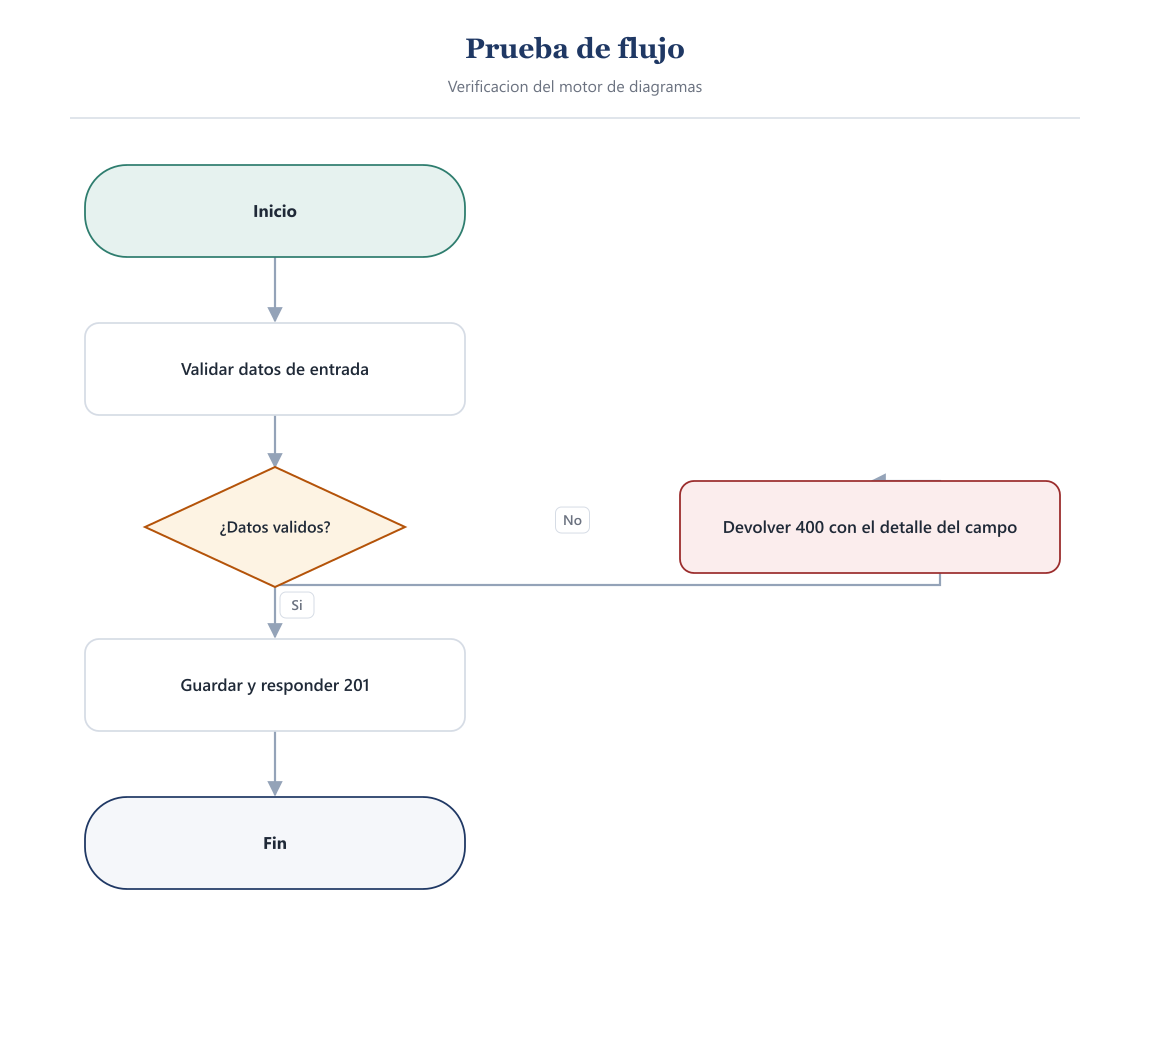 Prueba de flujo
Verificacion del motor de diagramas
Inicio
Validar datos de entrada
¿Datos validos?
No
Devolver 400 con el detalle del campo
Si
Guardar y responder 201
Fin